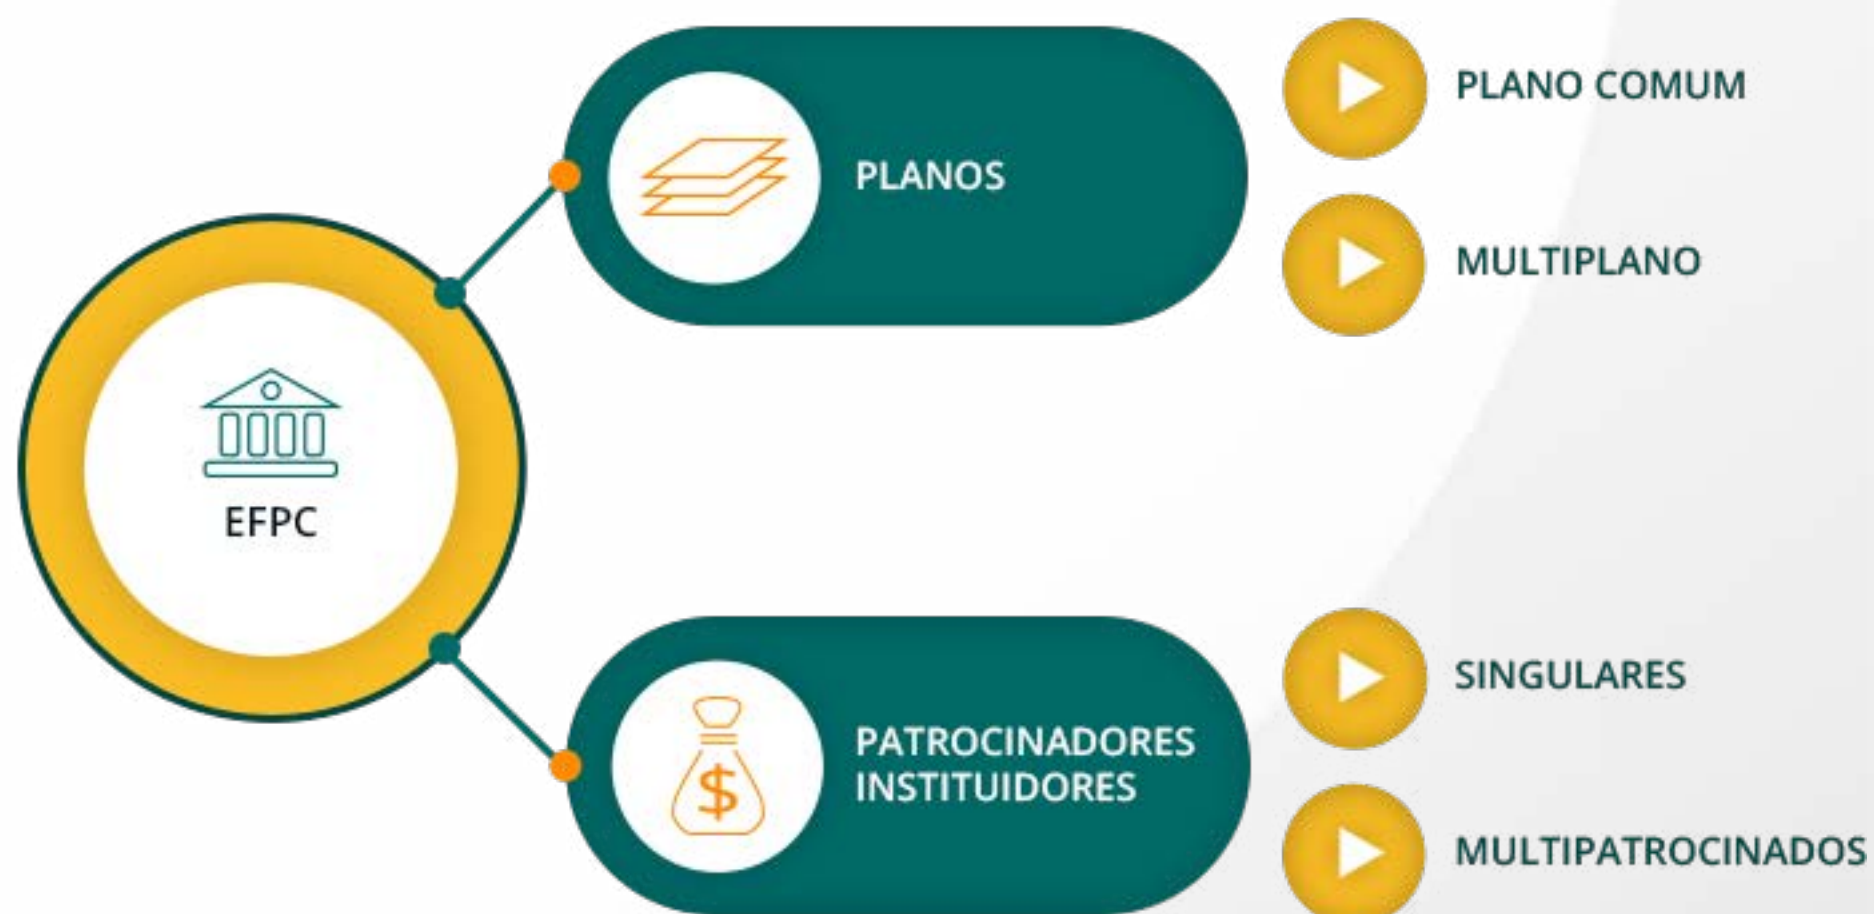 EFPC
PLANOS
PLANO COMUM
MULTIPLANO
PATROCINADORES
INSTITUIDORES
$
SINGULARES
MULTIPATROCINADOS